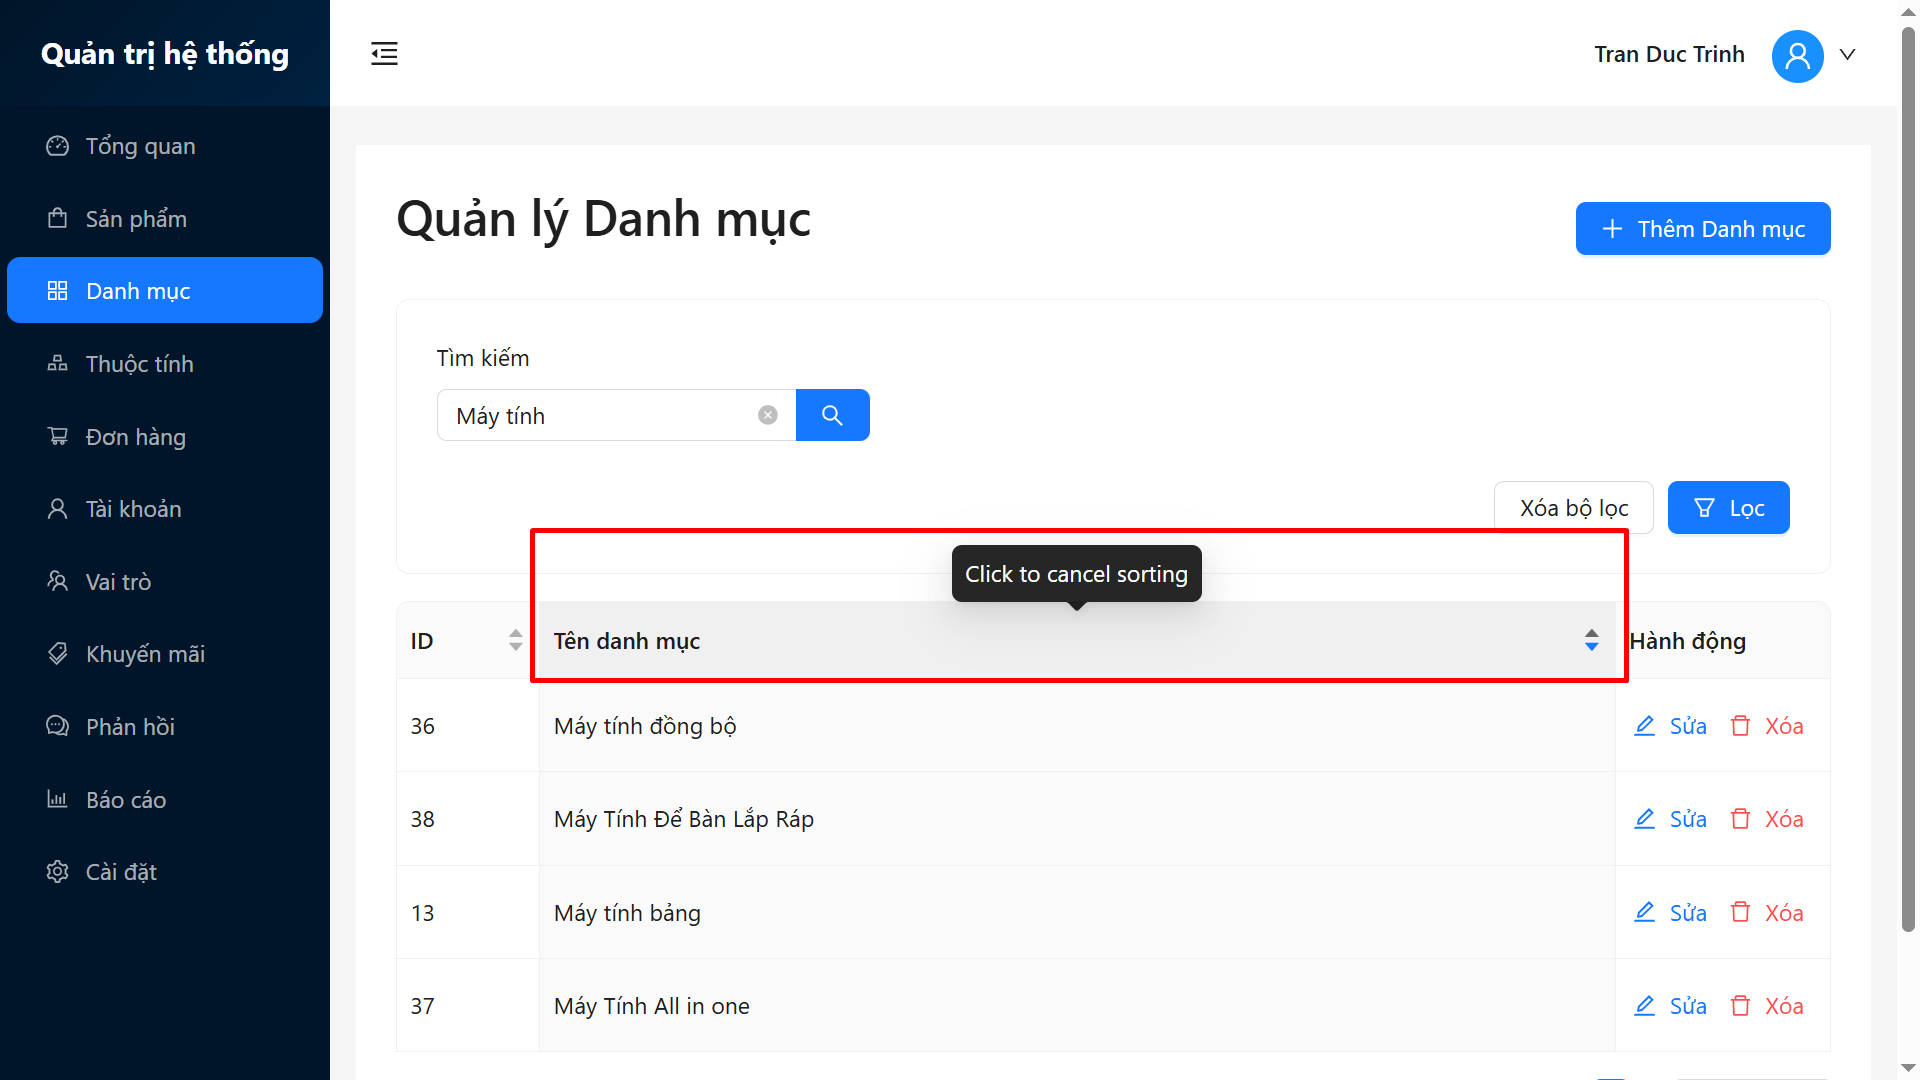 Quản trị hệ thống
Tran Duc Trinh
Tổng quan
Sản phẩm
Danh mục
Thuộc tính
Đơn hàng
Tài khoản
Vai trò
Khuyến mãi
Phản hồi
Báo cáo
Cài đặt
Quản lý Danh mục
Thêm Danh mục
Tìm kiếm
Máy tính
Xóa bộ lọc
Lọc
Click to cancel sorting
ID Tên danh mục Hành động
36 Máy tính đồng bộ Sửa Xóa
38 Máy Tính Để Bàn Lắp Ráp Sửa Xóa
13 Máy tính bảng Sửa Xóa
37 Máy Tính All in one Sửa Xóa